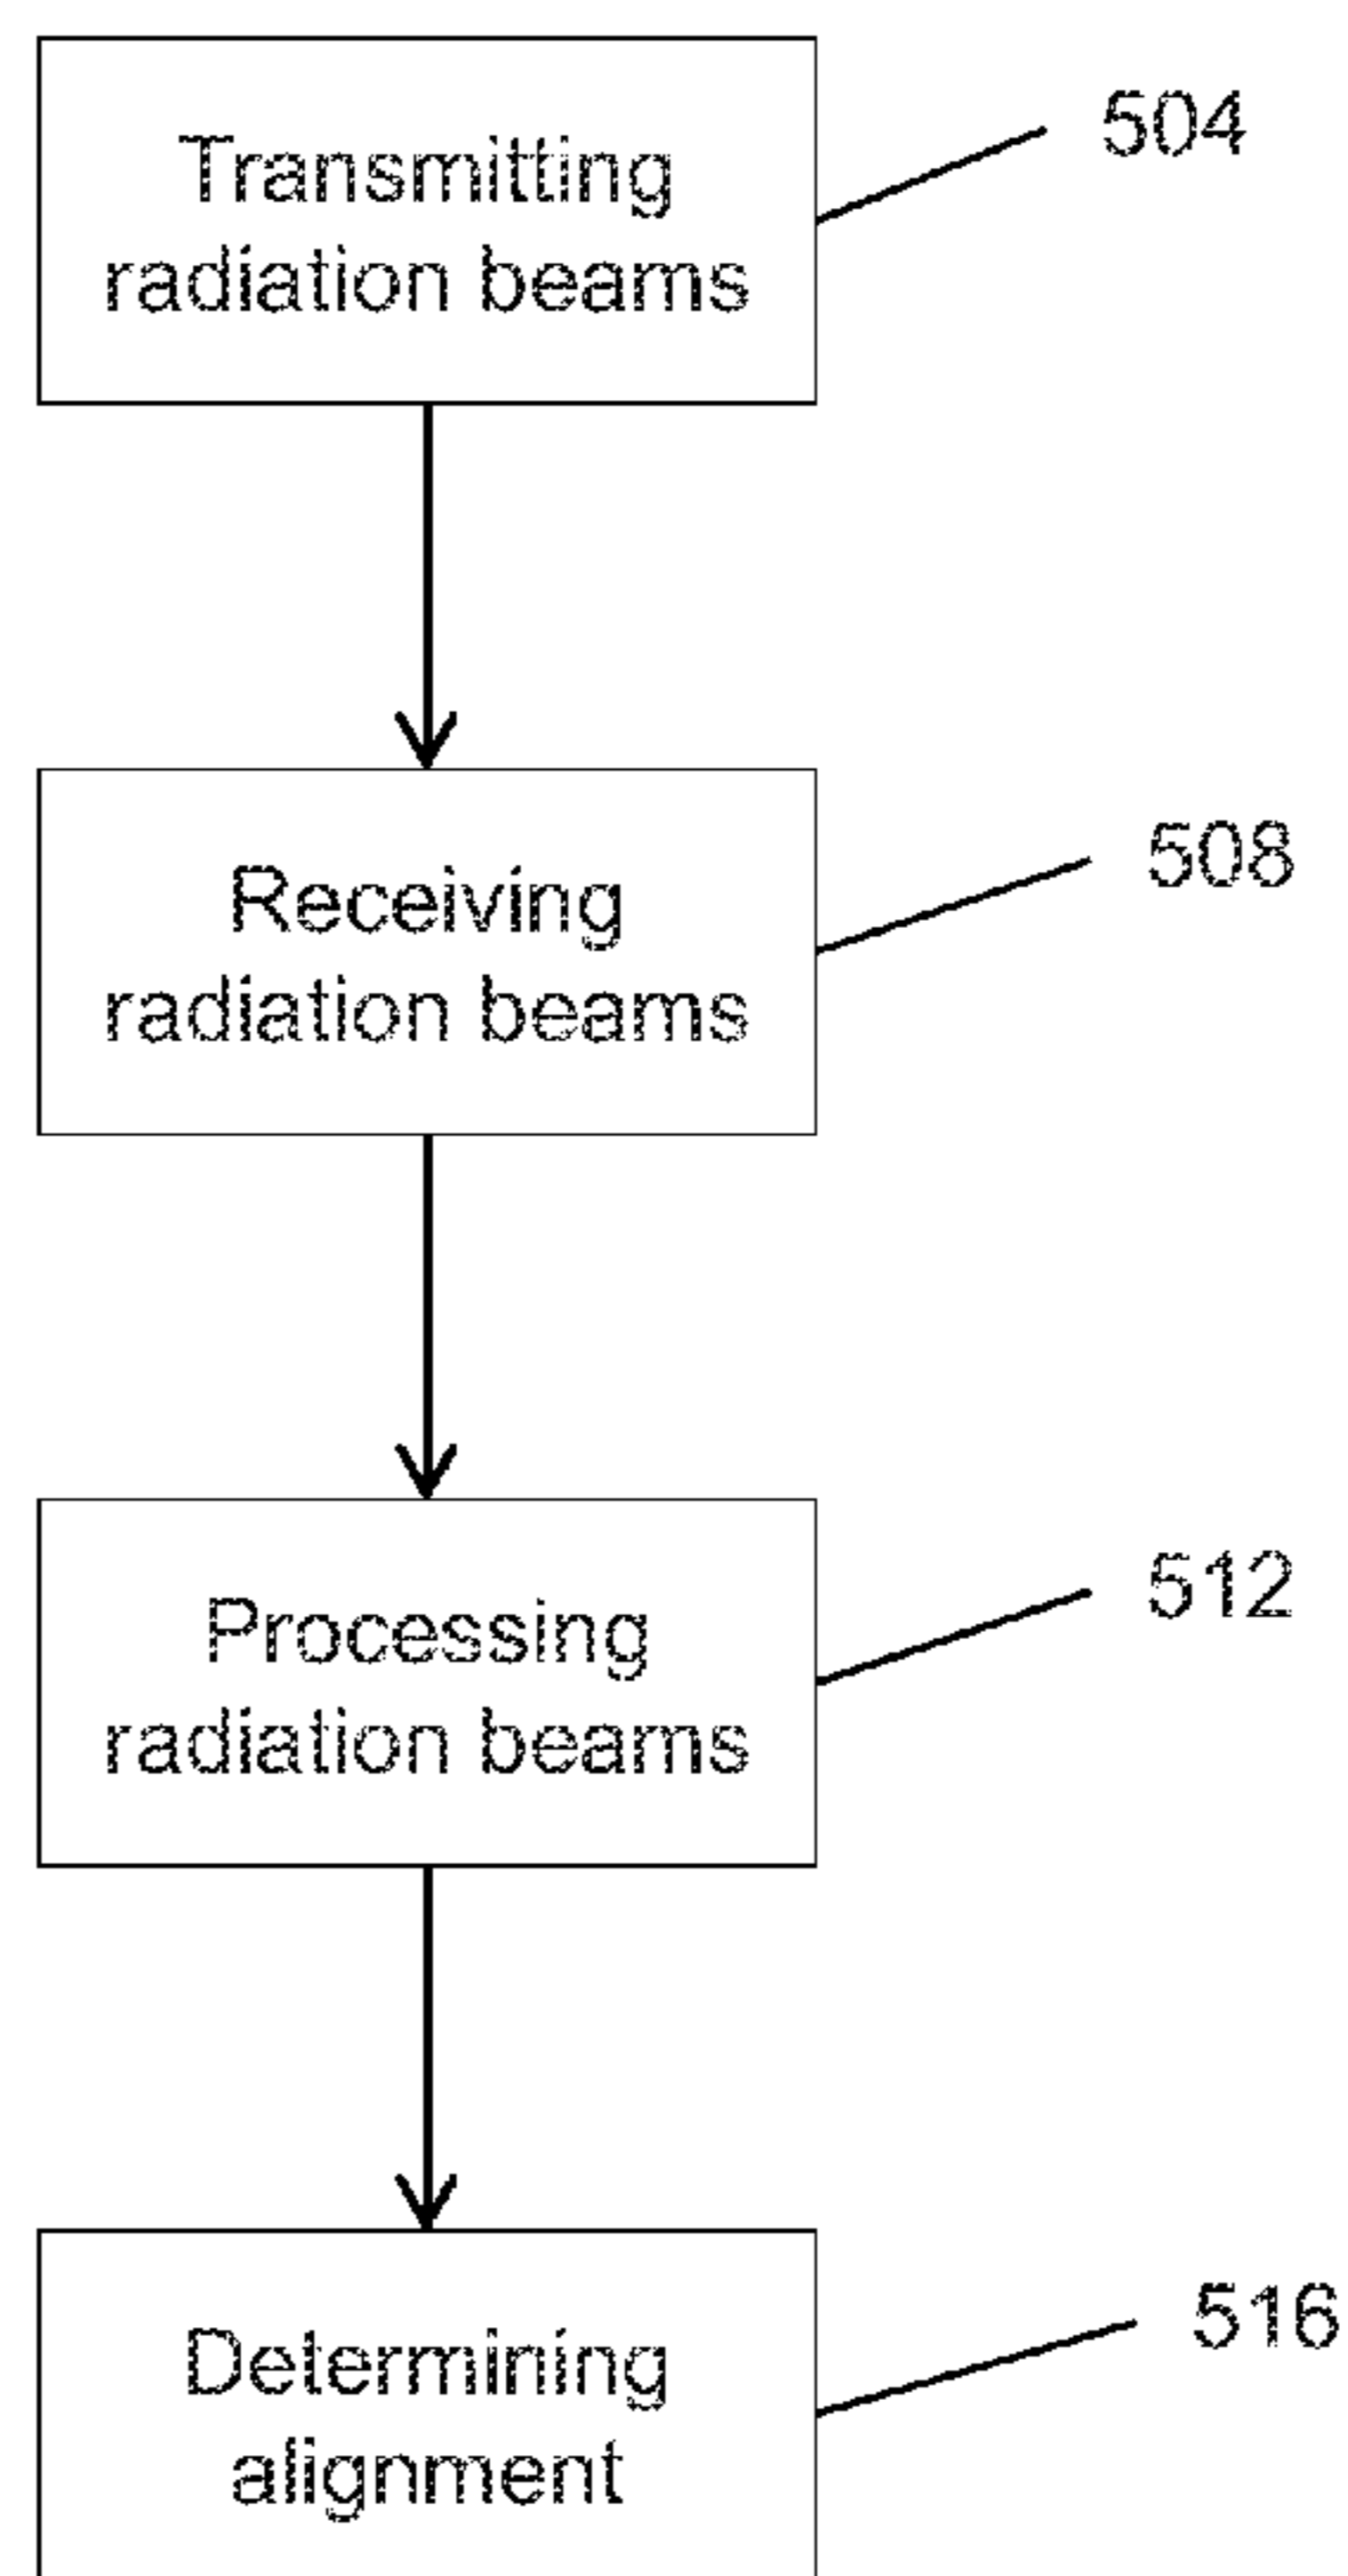 Transmitting
radiation beams
504
Receiving
radiation beams
508
Processing
radiation beams
512
Determining
alignment
516